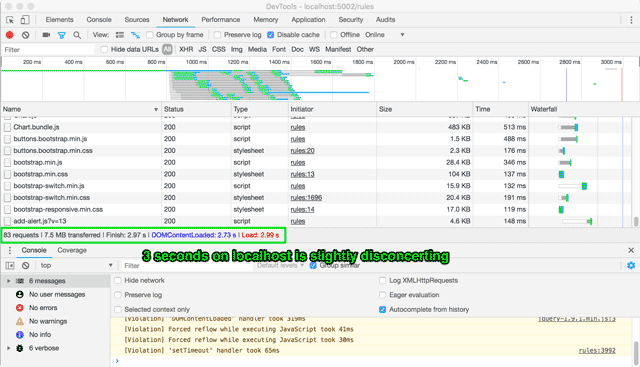 DevTools - localhost:5002/rules
Elements Console Sources Network Performance Memory Application Security Audits
View: Group by frame Preserve log Disable cache Offline Online
Filter Hide data URLs All XHR JS CSS Img Media Font Doc WS Manifest Other
200 ms 400 ms 600 ms 800 ms 1000 ms 1200 ms 1400 ms 1600 ms 1800 ms 2000 ms 2200 ms 2400 ms 2600 ms 2800 ms 3000 ms
Name Status Type Initiator Size Time Waterfall
Chart.bundle.js 200 script rules 483 KB 513 ms
buttons.bootstrap.min.js 200 script rules 1.5 KB 488 ms
buttons.bootstrap.min.css 200 stylesheet rules:20 2.3 KB 176 ms
bootstrap.min.js 200 script rules 28.4 KB 346 ms
bootstrap.min.css 200 stylesheet rules:13 104 KB 137 ms
bootstrap-switch.min.js 200 script rules 15.9 KB 132 ms
bootstrap-switch.min.css 200 stylesheet rules:1696 20.4 KB 191 ms
bootstrap-responsive.min.css 200 stylesheet rules:14 17.0 KB 119 ms
add-alert.js?v=13 200 script rules 4.6 KB 148 ms
83 requests | 7.5 MB transferred | Finish: 2.97 s | DOMContentLoaded: 2.73 s | Load: 2.99 s
3 seconds on localhost is slightly disconcerting
Console Coverage
top Filter Default levels Group similar
6 messages
No user messages
No errors
No warnings
No info
6 verbose
Hide network Log XMLHttpRequests
Preserve log Eager evaluation
Selected context only Autocomplete from history
[Violation] 'DOMContentLoaded' handler took 319ms jquery-1.9.1.min.js:3
[Violation] Forced reflow while executing JavaScript took 41ms
[Violation] Forced reflow while executing JavaScript took 30ms
[Violation] 'setTimeout' handler took 65ms rules:3992